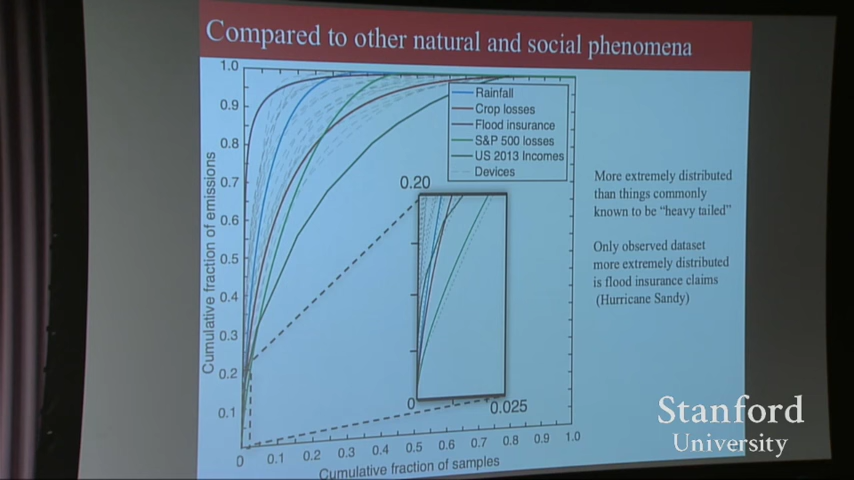 Compared to other natural and social phenomena
1.0
0.9
0.8
0.7
0.6
0.5
0.4
0.3
0.2
0.1
0
0.1
0.2
0.3
0.4
0.5
0.6
0.7
0.8
0.9
1.0
Cumulative fraction of emissions
Cumulative fraction of samples
Rainfall
Crop losses
Flood insurance
S&P 500 losses
US 2013 Incomes
Devices
0.20
0
0.025
More extremely distributed
than things commonly
known to be “heavy tailed”
Only observed dataset
more extremely distributed
is flood insurance claims
(Hurricane Sandy)
Stanford
University